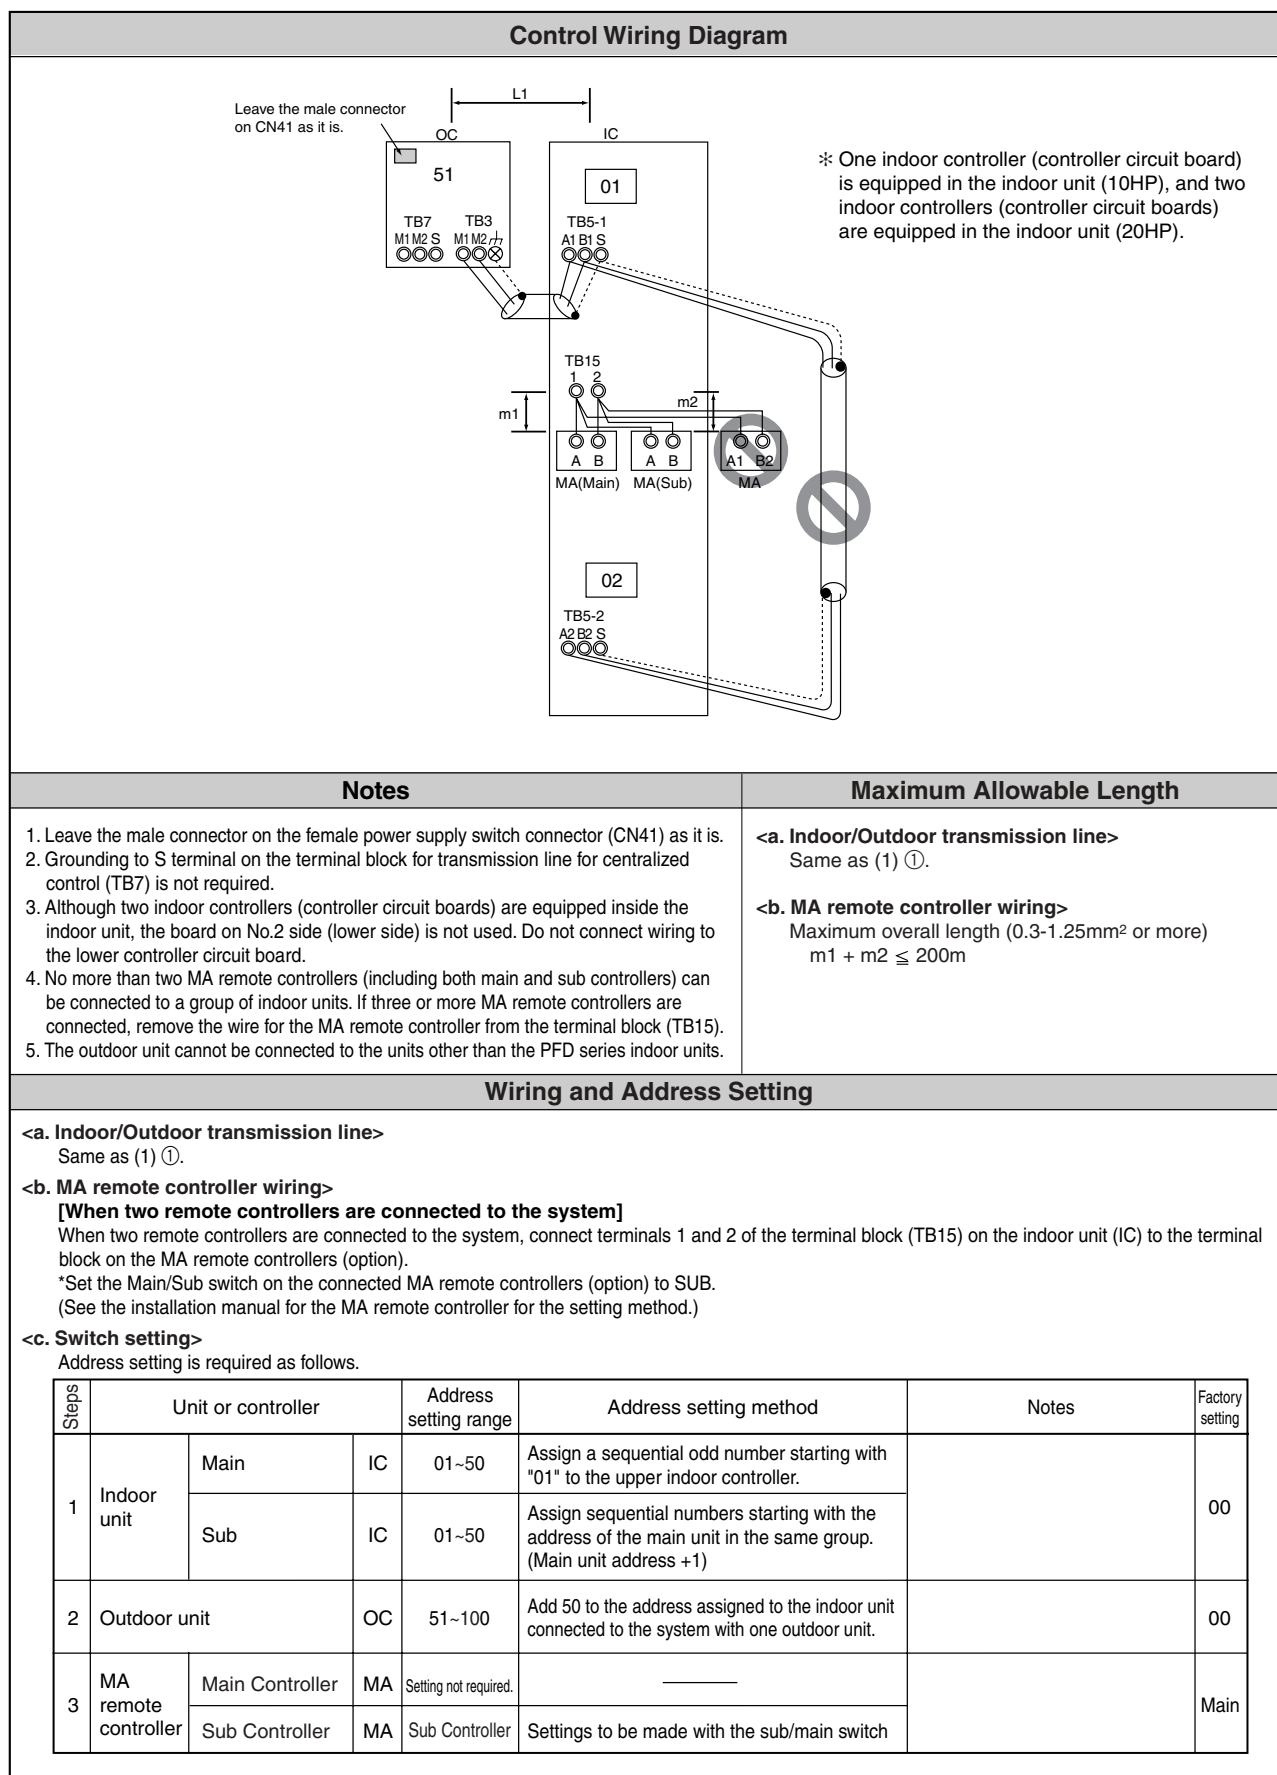 Control Wiring Diagram
L1
Leave the male connector
on CN41 as it is.
OC
IC
51
01
TB7
TB3
TB5-1
M1 M2 S
M1 M2
A1 B1 S
✻ One indoor controller (controller circuit board)
is equipped in the indoor unit (10HP), and two
indoor controllers (controller circuit boards)
are equipped in the indoor unit (20HP).
TB15
1 2
m1
m2
A B
A B
A1 B2
MA(Main)
MA(Sub)
MA
02
TB5-2
A2 B2 S
Notes
1. Leave the male connector on the female power supply switch connector (CN41) as it is.
2. Grounding to S terminal on the terminal block for transmission line for centralized
control (TB7) is not required.
3. Although two indoor controllers (controller circuit boards) are equipped inside the
indoor unit, the board on No.2 side (lower side) is not used. Do not connect wiring to
the lower controller circuit board.
4. No more than two MA remote controllers (including both main and sub controllers) can
be connected to a group of indoor units. If three or more MA remote controllers are
connected, remove the wire for the MA remote controller from the terminal block (TB15).
5. The outdoor unit cannot be connected to the units other than the PFD series indoor units.
Maximum Allowable Length
<a. Indoor/Outdoor transmission line>
Same as (1) ①.
<b. MA remote controller wiring>
Maximum overall length (0.3-1.25mm² or more)
m1 + m2 ≦ 200m
Wiring and Address Setting
<a. Indoor/Outdoor transmission line>
Same as (1) ①.
<b. MA remote controller wiring>
[When two remote controllers are connected to the system]
When two remote controllers are connected to the system, connect terminals 1 and 2 of the terminal block (TB15) on the indoor unit (IC) to the terminal
block on the MA remote controllers (option).
*Set the Main/Sub switch on the connected MA remote controllers (option) to SUB.
(See the installation manual for the MA remote controller for the setting method.)
<c. Switch setting>
Address setting is required as follows.
Steps
Unit or controller
Address
setting range
Address setting method
Notes
Factory
setting
1
Indoor
unit
Main
IC
01~50
Assign a sequential odd number starting with
"01" to the upper indoor controller.
Sub
IC
01~50
Assign sequential numbers starting with the
address of the main unit in the same group.
(Main unit address +1)
00
2
Outdoor unit
OC
51~100
Add 50 to the address assigned to the indoor unit
connected to the system with one outdoor unit.
00
3
MA
remote
controller
Main Controller
MA
Setting not required.
Sub Controller
MA
Sub Controller
Settings to be made with the sub/main switch
Main